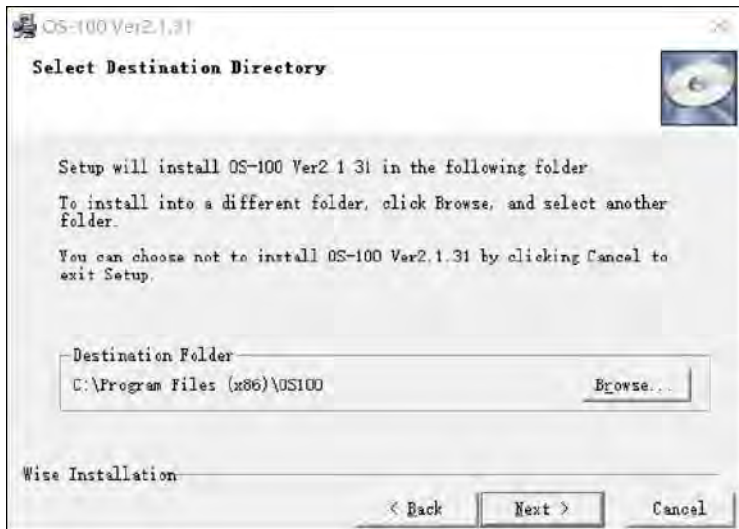 OS-100 Ver2.1.31
Select Destination Directory
Setup will install OS-100 Ver2.1.31 in the following folder.
To install into a different folder, click Browse, and select another
folder.
You can choose not to install OS-100 Ver2.1.31 by clicking Cancel to
exit Setup.
Destination Folder
C:\Program Files (x86)\OS100
Browse...
Wise Installation
< Back
Next >
Cancel